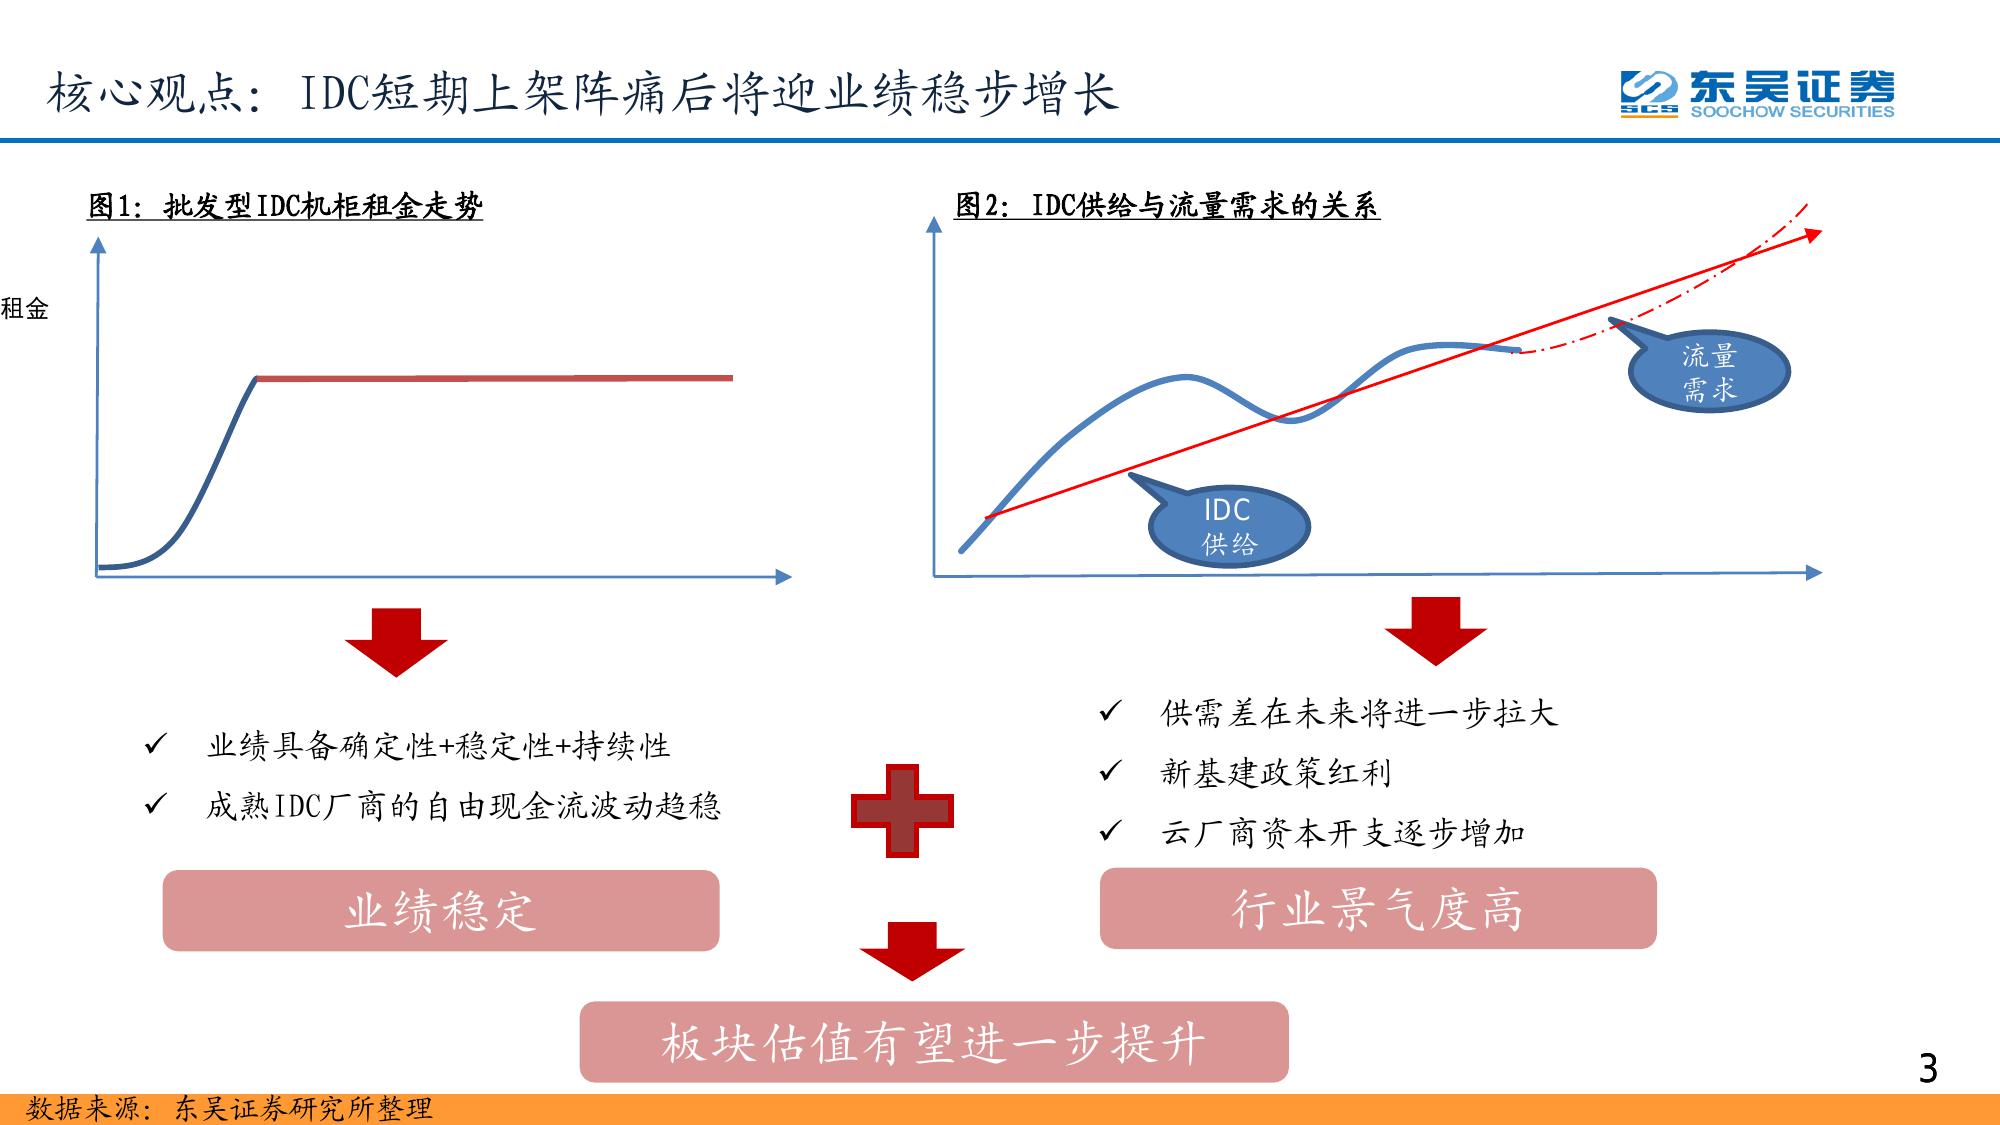 核心观点：IDC短期上架阵痛后将迎业绩稳步增长
SCS
东吴证券
SOOCHOW SECURITIES
图1：批发型IDC机柜租金走势
租金
图2：IDC供给与流量需求的关系
流量
需求
IDC
供给
✓ 业绩具备确定性+稳定性+持续性
✓ 成熟IDC厂商的自由现金流波动趋稳
业绩稳定
✓ 供需差在未来将进一步拉大
✓ 新基建政策红利
✓ 云厂商资本开支逐步增加
行业景气度高
板块估值有望进一步提升
3
数据来源：东吴证券研究所整理